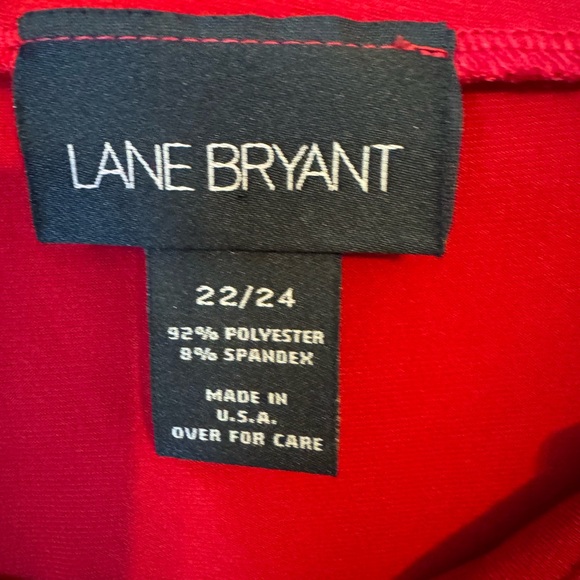 LANE BRYANT
22/24
92% POLYESTER
8% SPANDEX
MADE IN
U.S.A.
OVER FOR CARE